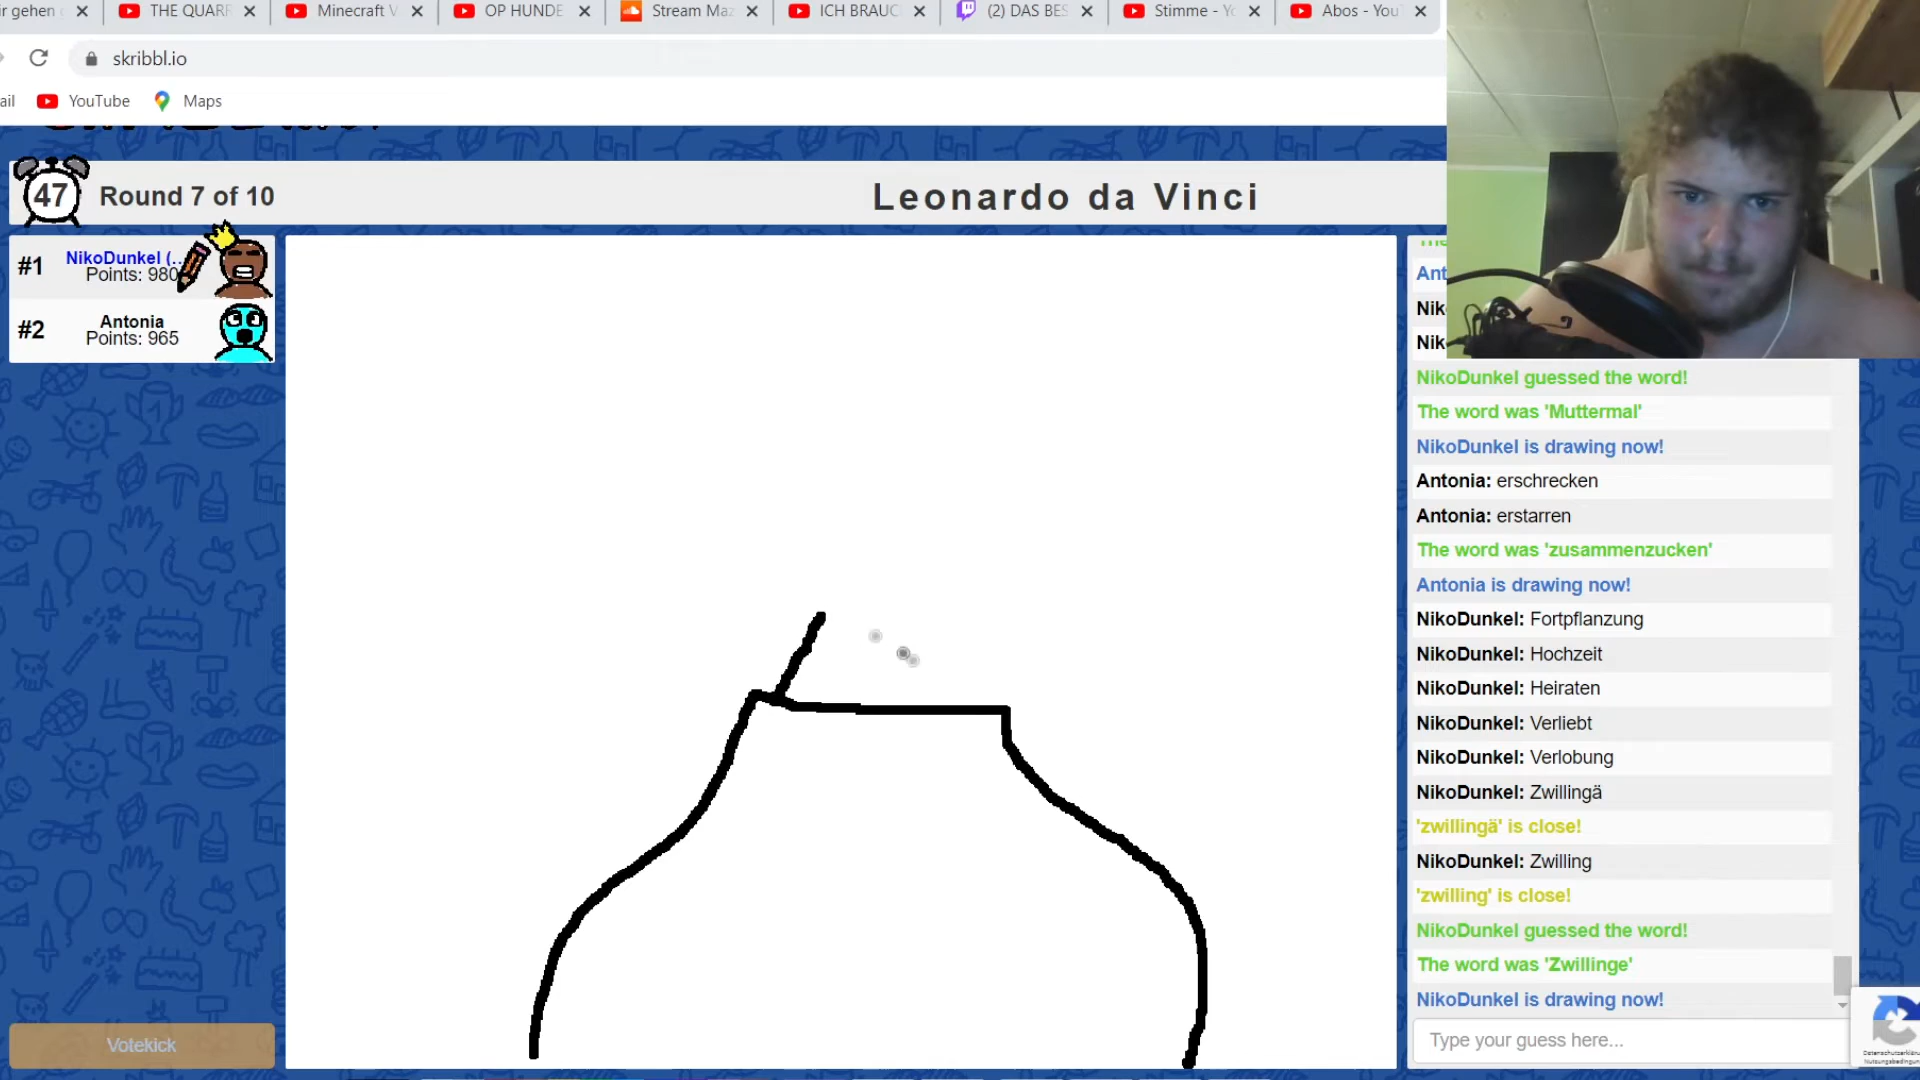 ir gehen
THE QUARR
Minecraft V
OP HUNDE
Stream Maz
ICH BRAUC
(2) DAS BES
Stimme - Yo
Abos - You
skribbl.io
ail
YouTube
Maps
47
Round 7 of 10
Leonardo da Vinci
#1
NikoDunkel (...
Points: 980
#2
Antonia
Points: 965
Ant
Nik
Nik
NikoDunkel guessed the word!
The word was 'Muttermal'
NikoDunkel is drawing now!
Antonia: erschrecken
Antonia: erstarren
The word was 'zusammenzucken'
Antonia is drawing now!
NikoDunkel: Fortpflanzung
NikoDunkel: Hochzeit
NikoDunkel: Heiraten
NikoDunkel: Verliebt
NikoDunkel: Verlobung
NikoDunkel: Zwillingä
'zwillingä' is close!
NikoDunkel: Zwilling
'zwilling' is close!
NikoDunkel guessed the word!
The word was 'Zwillinge'
NikoDunkel is drawing now!
Type your guess here...
Votekick